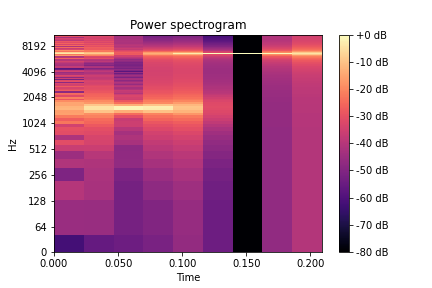 Power spectrogram
8192
4096
2048
1024
512
256
128
64
0
Hz
0.000 0.050 0.100 0.150 0.200
Time
+0 dB
-10 dB
-20 dB
-30 dB
-40 dB
-50 dB
-60 dB
-70 dB
-80 dB